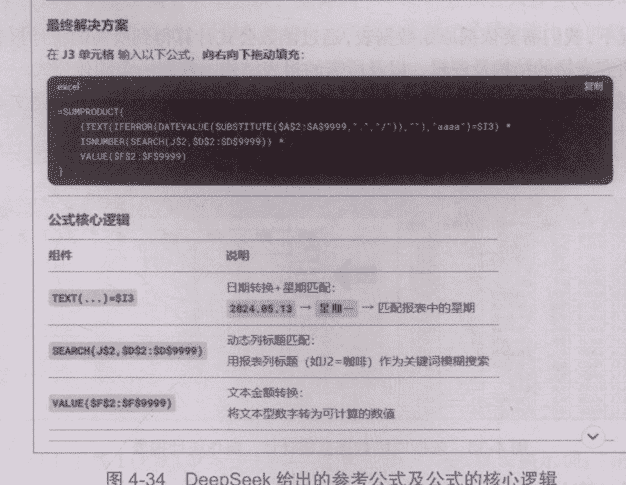 最终解决方案
在 J3 单元格 输入以下公式，向右向下拖动填充：
excel 复制
=SUMPRODUCT(
(TEXT(IFERROR(DATEVALUE(SUBSTITUTE($A$2:$A$9999,".","/")),""),"aaaa")=$I3) *
ISNUMBER(SEARCH(J$2,$D$2:$D$9999)) *
VALUE($F$2:$F$9999)
)
公式核心逻辑
组件 说明
TEXT(...)=$I3 日期转换+星期匹配：
2024.05.13 → 星期一 → 匹配报表中的星期
SEARCH(J$2,$D$2:$D$9999) 动态列标题匹配：
用报表列标题（如J2=咖啡）作为关键词模糊搜索
VALUE($F$2:$F$9999) 文本金额转换：
将文本型数字转为可计算的数值
图 4-34 DeepSeek 给出的参考公式及公式的核心逻辑